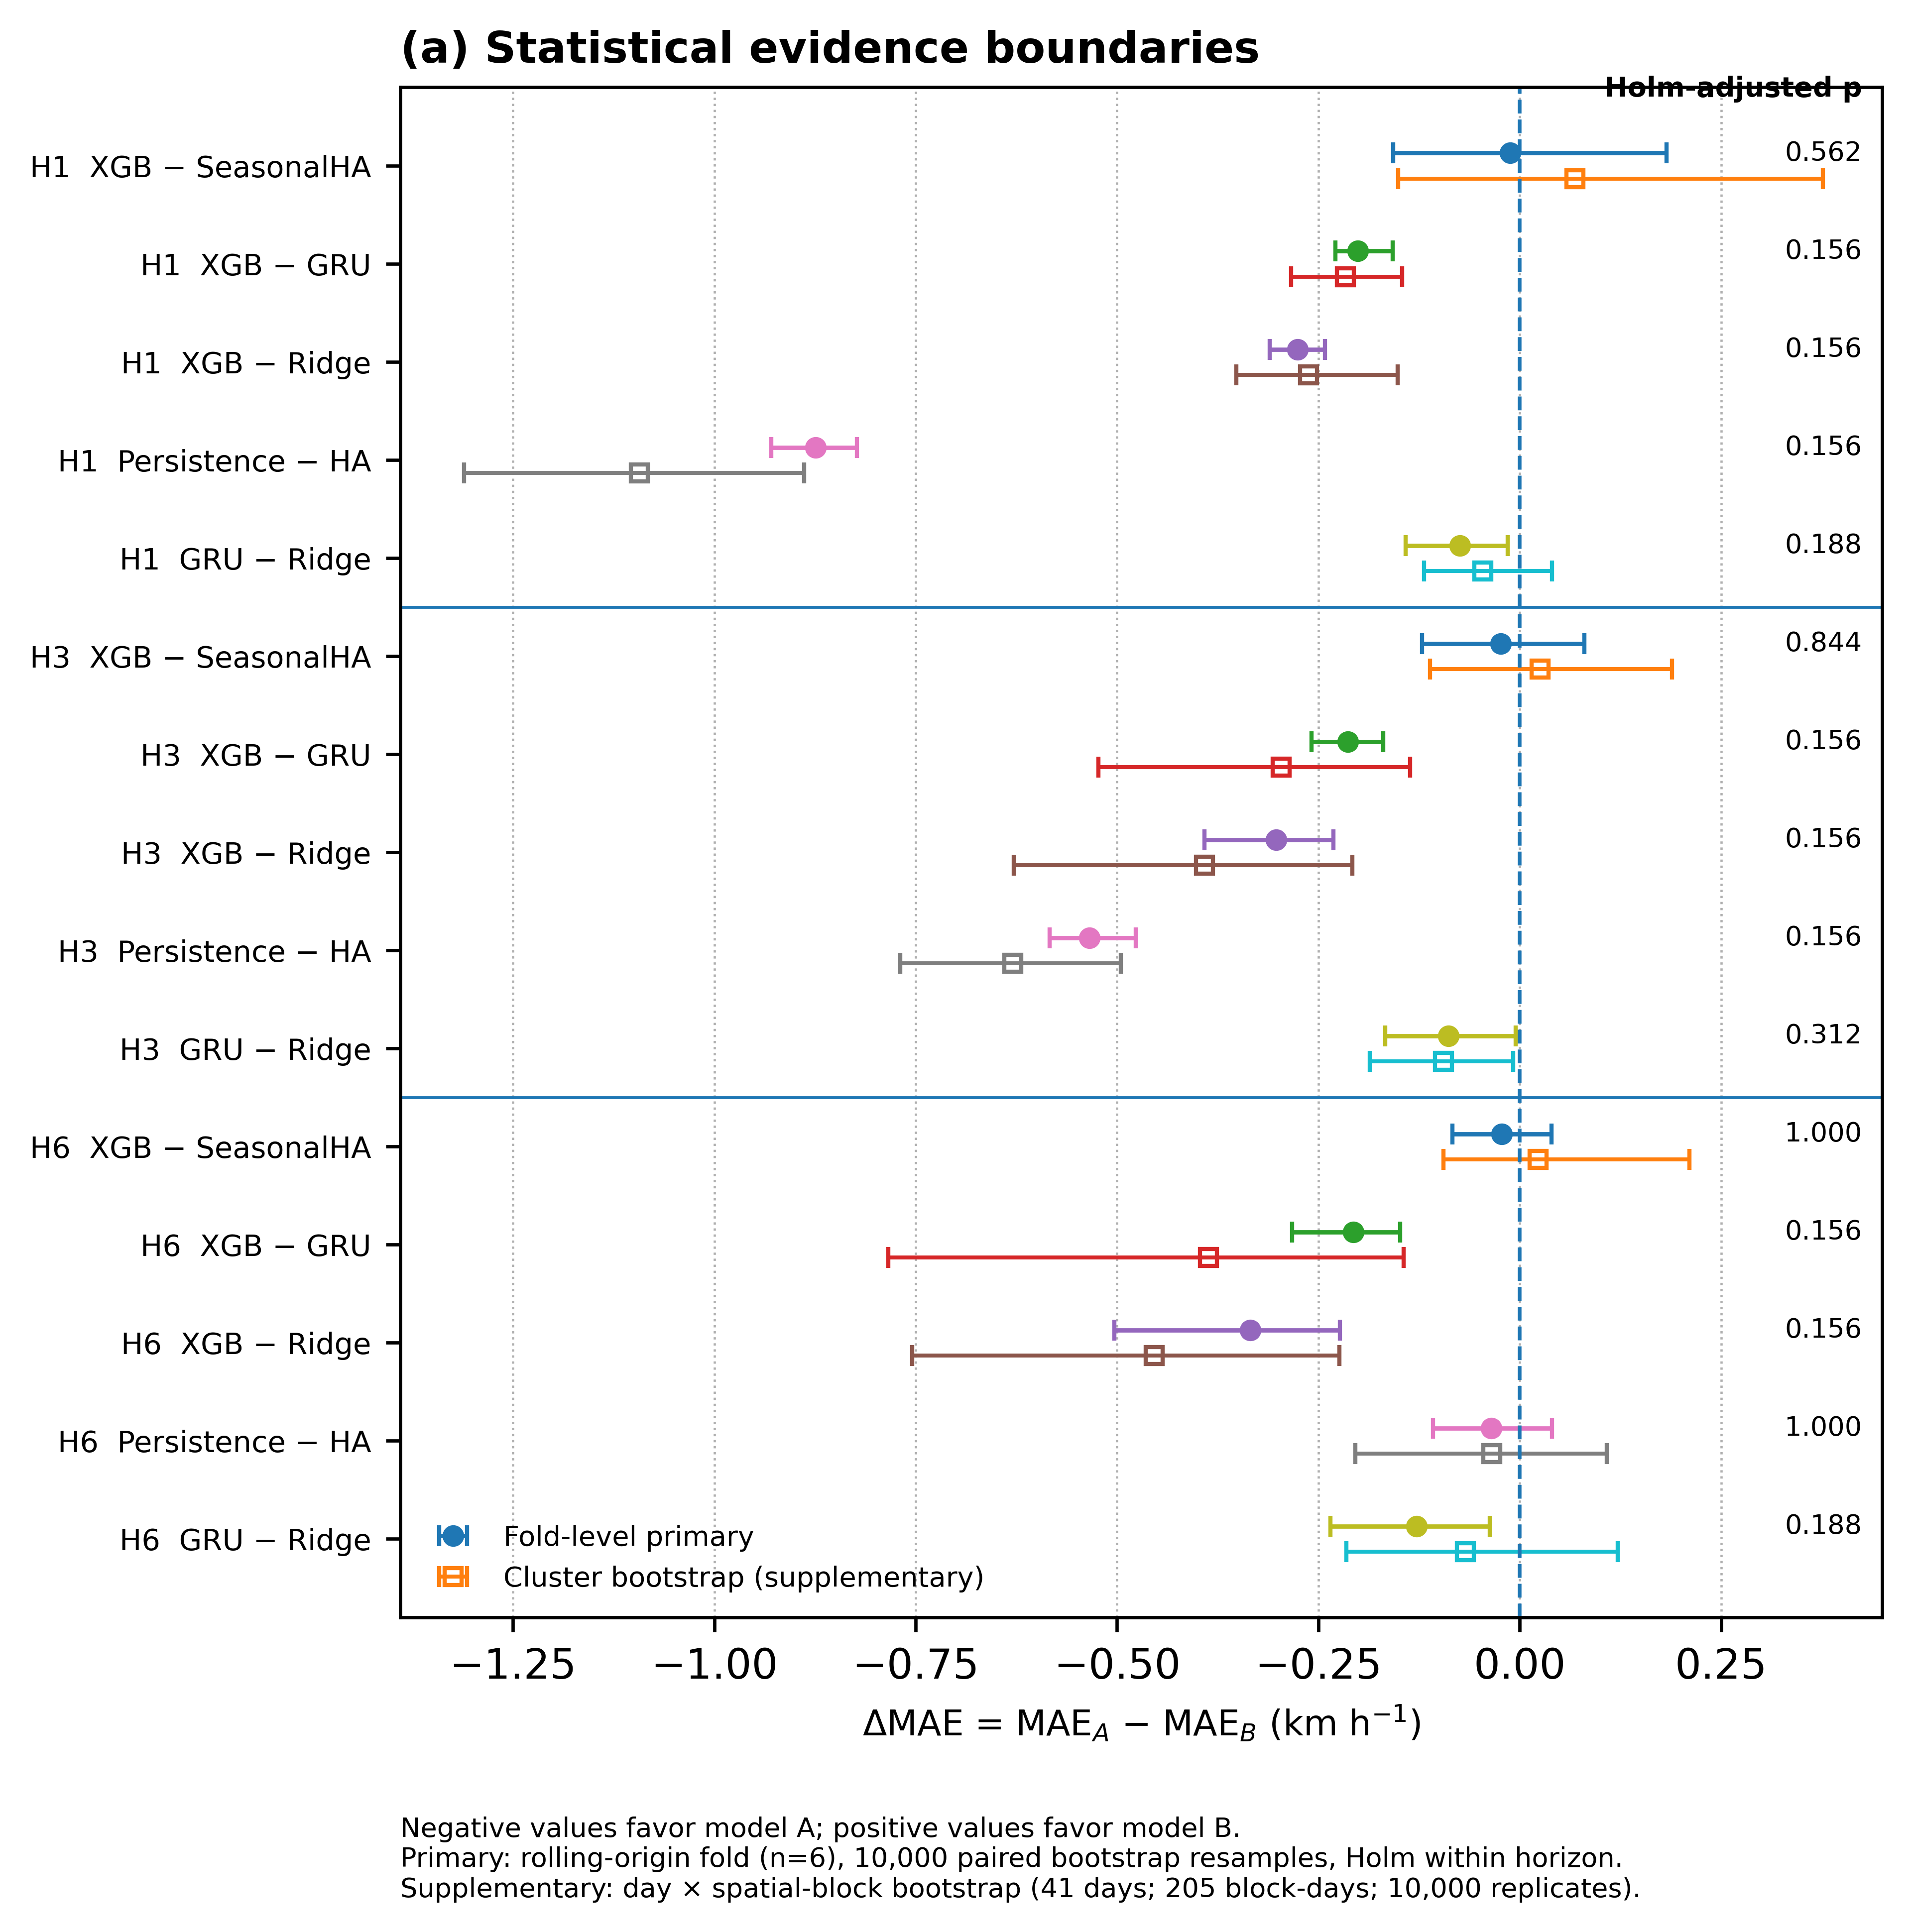 (a) Statistical evidence boundaries
Holm-adjusted p
H1 XGB − SeasonalHA 0.562
H1 XGB − GRU 0.156
H1 XGB − Ridge 0.156
H1 Persistence − HA 0.156
H1 GRU − Ridge 0.188
H3 XGB − SeasonalHA 0.844
H3 XGB − GRU 0.156
H3 XGB − Ridge 0.156
H3 Persistence − HA 0.156
H3 GRU − Ridge 0.312
H6 XGB − SeasonalHA 1.000
H6 XGB − GRU 0.156
H6 XGB − Ridge 0.156
H6 Persistence − HA 1.000
H6 GRU − Ridge 0.188
Fold-level primary
Cluster bootstrap (supplementary)
−1.25 −1.00 −0.75 −0.50 −0.25 0.00 0.25
ΔMAE = MAE_A − MAE_B (km h⁻¹)
Negative values favor model A; positive values favor model B.
Primary: rolling-origin fold (n=6), 10,000 paired bootstrap resamples, Holm within horizon.
Supplementary: day × spatial-block bootstrap (41 days; 205 block-days; 10,000 replicates).